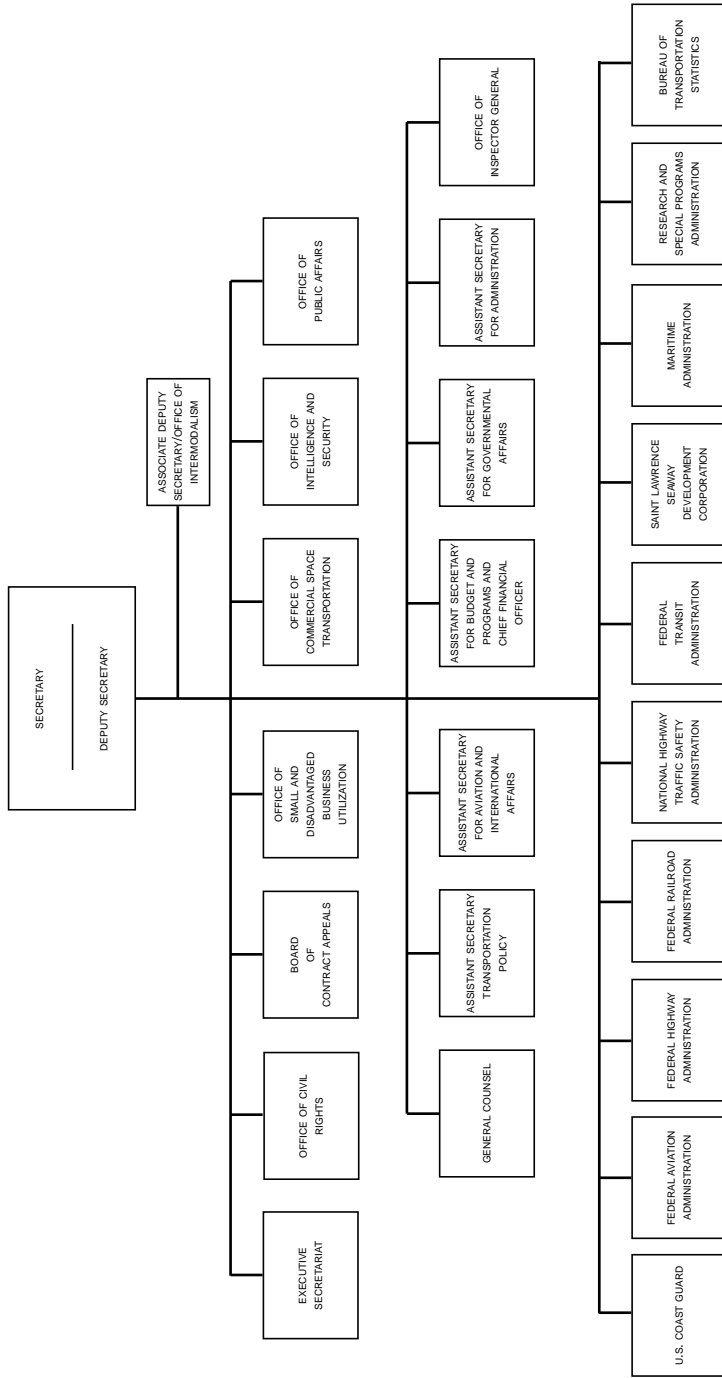 SECRETARY
DEPUTY SECRETARY
ASSOCIATE DEPUTY
SECRETARY/OFFICE OF
INTERMODALISM
EXECUTIVE
SECRETARIAT
OFFICE OF CIVIL
RIGHTS
BOARD
OF
CONTRACT APPEALS
OFFICE OF
SMALL AND
DISADVANTAGED
BUSINESS
UTILIZATION
OFFICE OF
COMMERCIAL SPACE
TRANSPORTATION
OFFICE OF
INTELLIGENCE AND
SECURITY
OFFICE OF
PUBLIC AFFAIRS
GENERAL COUNSEL
ASSISTANT SECRETARY
TRANSPORTATION
POLICY
ASSISTANT SECRETARY
FOR AVIATION AND
INTERNATIONAL
AFFAIRS
ASSISTANT SECRETARY
FOR BUDGET AND
PROGRAMS AND
CHIEF FINANCIAL
OFFICER
ASSISTANT SECRETARY
FOR GOVERNMENTAL
AFFAIRS
ASSISTANT SECRETARY
FOR ADMINISTRATION
OFFICE OF
INSPECTOR GENERAL
U.S. COAST GUARD
FEDERAL AVIATION
ADMINISTRATION
FEDERAL HIGHWAY
ADMINISTRATION
FEDERAL RAILROAD
ADMINISTRATION
NATIONAL HIGHWAY
TRAFFIC SAFETY
ADMINISTRATION
FEDERAL
TRANSIT
ADMINISTRATION
SAINT LAWRENCE
SEAWAY
DEVELOPMENT
CORPORATION
MARITIME
ADMINISTRATION
RESEARCH AND
SPECIAL PROGRAMS
ADMINISTRATION
BUREAU OF
TRANSPORTATION
STATISTICS